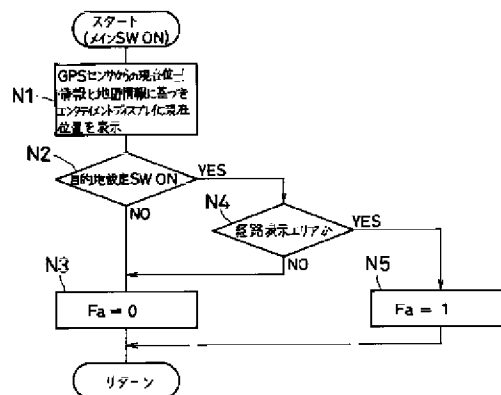 スタート
(メインSW ON)
N1
GPSセンサからの現在位置
情報と地図情報に基づき
エンタテイメントディスプレイに現在
位置を表示
N2
目的地設定SW ON
YES
NO
N4
経路表示エリアか
YES
NO
N3
Fa = 0
N5
Fa = 1
リターン